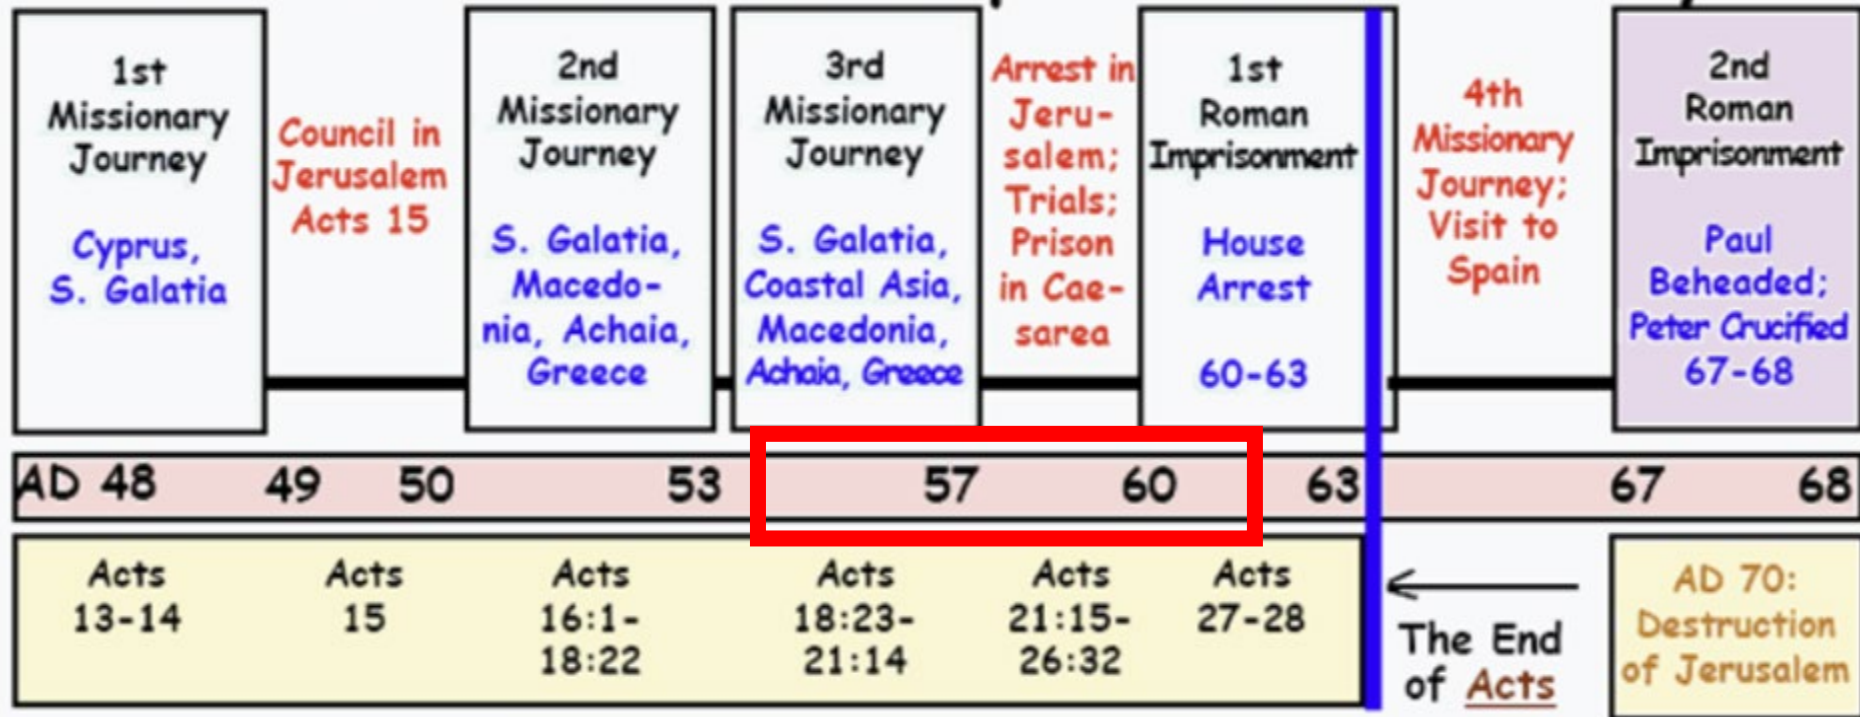 1st
Missionary
Journey
Cyprus,
S. Galatia
Council in
Jerusalem
Acts 15
2nd
Missionary
Journey
S. Galatia,
Macedo-
nia, Achaia,
Greece
3rd
Missionary
Journey
S. Galatia,
Coastal Asia,
Macedonia,
Achaia, Greece
Arrest in
Jeru-
salem;
Trials;
Prison
in Cae-
sarea
1st
Roman
Imprisonment
House
Arrest
60-63
4th
Missionary
Journey;
Visit to
Spain
2nd
Roman
Imprisonment
Paul
Beheaded;
Peter Crucified
67-68
AD 48 49 50 53 57 60 63 67 68
Acts
13-14
Acts
15
Acts
16:1-
18:22
Acts
18:23-
21:14
Acts
21:15-
26:32
Acts
27-28
The End
of Acts
AD 70:
Destruction
of Jerusalem